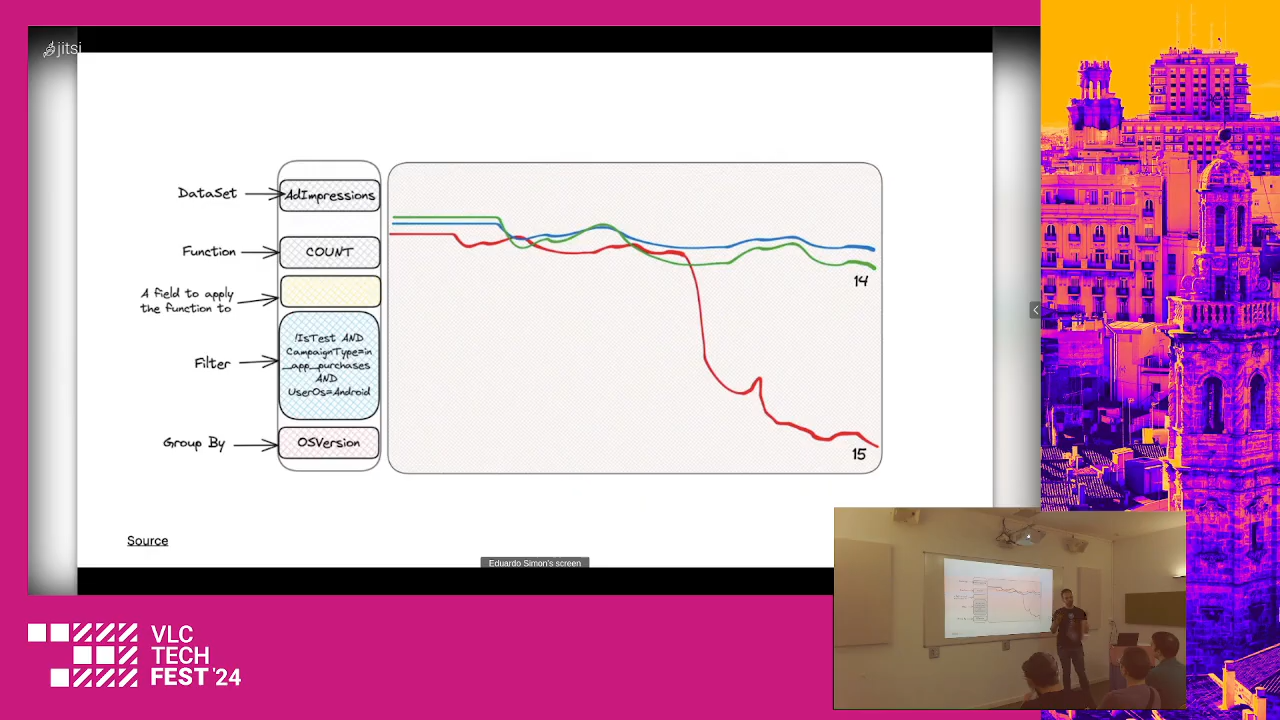 jitsi
DataSet
AdImpressions
Function
COUNT
A field to apply
the function to
Filter
!IsTest AND
CampaignType=in
_app_purchases
AND
UserOs=Android
Group By
OSVersion
14
15
Source
Eduardo Simon's screen
VLC
TECH
FEST '24